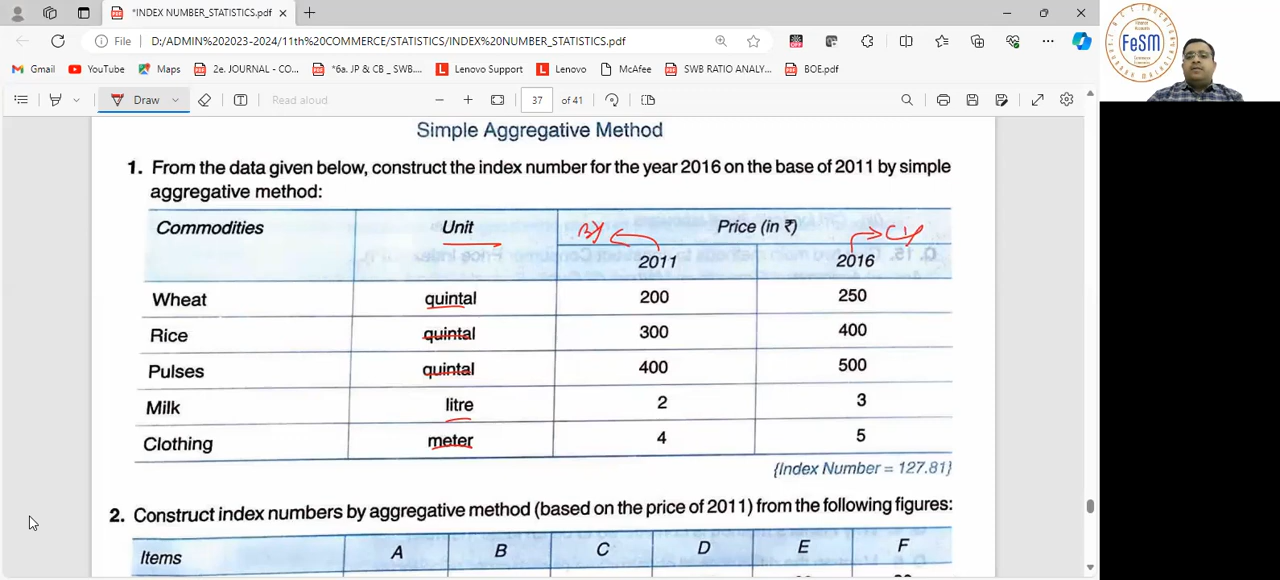 *INDEX NUMBER_STATISTICS.pdf
File D:/ADMIN%202023-2024/11th%20COMMERCE/STATISTICS/INDEX%20NUMBER_STATISTICS.pdf
Gmail YouTube Maps 2e. JOURNAL - CO... *6a. JP & CB _ SWB... Lenovo Support Lenovo McAfee SWB RATIO ANALY... BOE.pdf
Draw Read aloud 37 of 41
FeSM
Simple Aggregative Method
1. From the data given below, construct the index number for the year 2016 on the base of 2011 by simple
aggregative method:
Commodities Unit Price (in ₹)
BY CY
2011 2016
Wheat quintal 200 250
Rice quintal 300 400
Pulses quintal 400 500
Milk litre 2 3
Clothing meter 4 5
{Index Number = 127.81}
2. Construct index numbers by aggregative method (based on the price of 2011) from the following figures:
Items A B C D E F